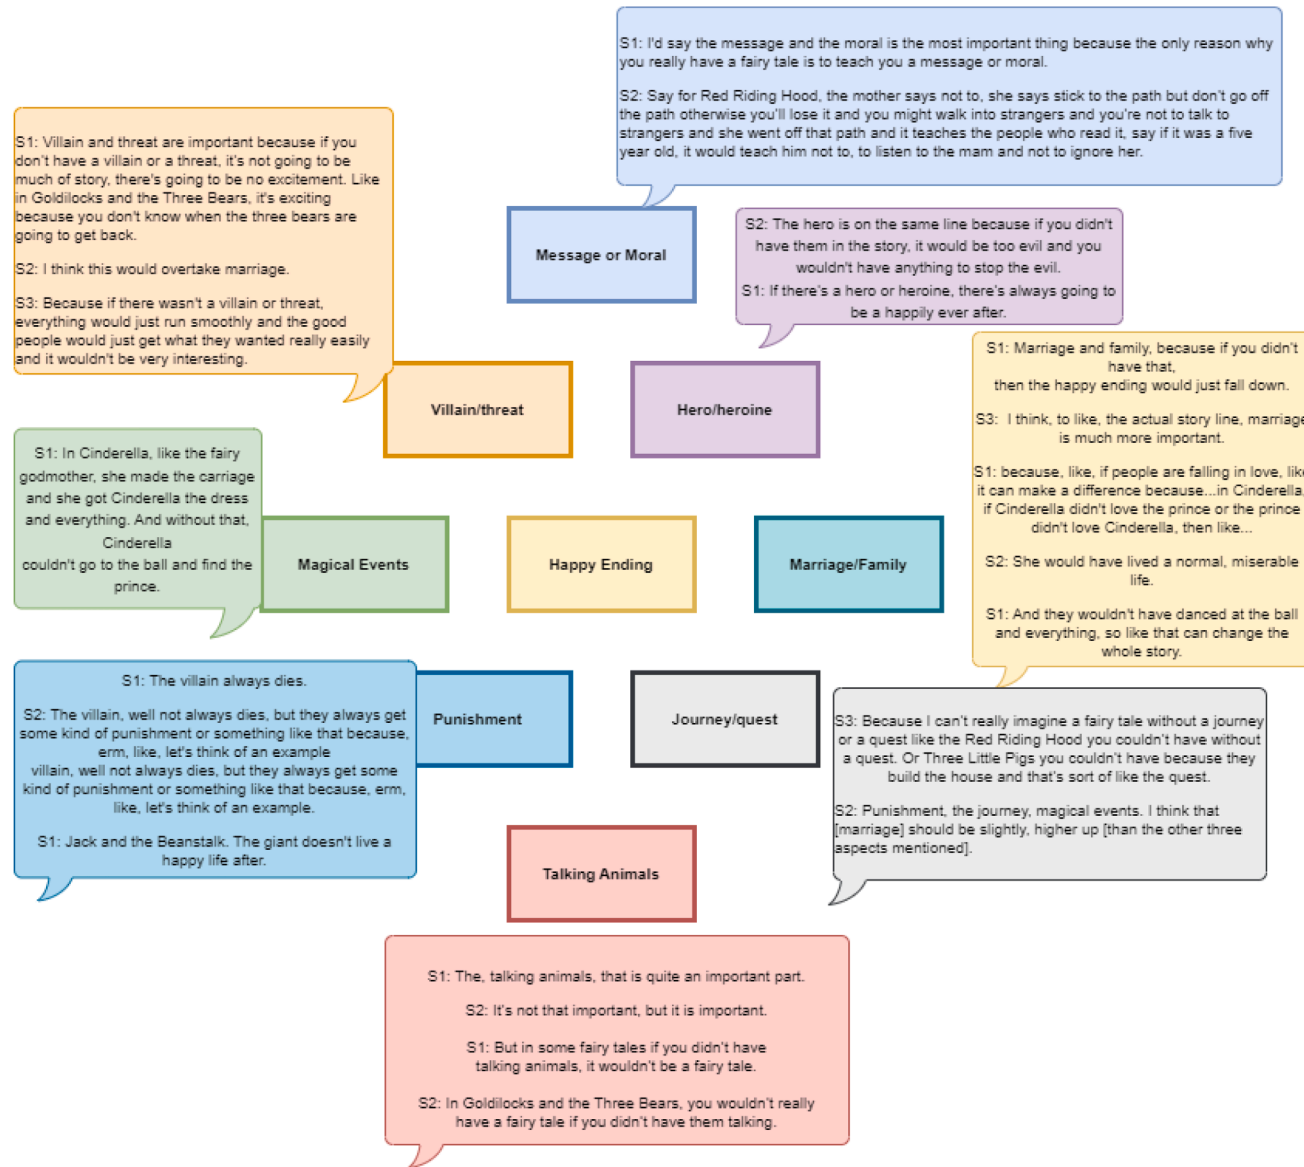 S1: I'd say the message and the moral is the most important thing because the only reason why
you really have a fairy tale is to teach you a message or moral.
S2: Say for Red Riding Hood, the mother says not to, she says stick to the path but don't go off
the path otherwise you'll lose it and you might walk into strangers and you're not to talk to
strangers and she went off that path and it teaches the people who read it, say if it was a five
year old, it would teach him not to, to listen to the mam and not to ignore her.
S1: Villain and threat are important because if you
don't have a villain or a threat, it's not going to be
much of story, there's going to be no excitement. Like
in Goldilocks and the Three Bears, it's exciting
because you don't know when the three bears are
going to get back.
S2: I think this would overtake marriage.
S3: Because if there wasn't a villain or threat,
everything would just run smoothly and the good
people would just get what they wanted really easily
and it wouldn't be very interesting.
Message or Moral
S2: The hero is on the same line because if you didn't
have them in the story, it would be too evil and you
wouldn't have anything to stop the evil.
S1: If there's a hero or heroine, there's always going to
be a happily ever after.
Villain/threat
Hero/heroine
S1: Marriage and family, because if you didn't
have that,
then the happy ending would just fall down.
S3: I think, to like, the actual story line, marriage
is much more important.
S1: because, like, if people are falling in love, like
it can make a difference because...in Cinderella,
if Cinderella didn't love the prince or the prince
didn't love Cinderella, then like...
S2: She would have lived a normal, miserable
life.
S1: And they wouldn't have danced at the ball
and everything, so like that can change the
whole story.
S1: In Cinderella, like the fairy
godmother, she made the carriage
and she got Cinderella the dress
and everything. And without that,
Cinderella
couldn't go to the ball and find the
prince.
Magical Events
Happy Ending
Marriage/Family
S1: The villain always dies.
S2: The villain, well not always dies, but they always get
some kind of punishment or something like that because,
erm, like, let's think of an example
villain, well not always dies, but they always get some
kind of punishment or something like that because, erm,
like, let's think of an example.
S1: Jack and the Beanstalk. The giant doesn't live a
happy life after.
Punishment
Journey/quest
S3: Because I can't really imagine a fairy tale without a journey
or a quest like the Red Riding Hood you couldn't have without
a quest. Or Three Little Pigs you couldn't have because they
build the house and that's sort of like the quest.
S2: Punishment, the journey, magical events. I think that
[marriage] should be slightly, higher up [than the other three
aspects mentioned].
Talking Animals
S1: The, talking animals, that is quite an important part.
S2: It's not that important, but it is important.
S1: But in some fairy tales if you didn't have
talking animals, it wouldn't be a fairy tale.
S2: In Goldilocks and the Three Bears, you wouldn't really
have a fairy tale if you didn't have them talking.